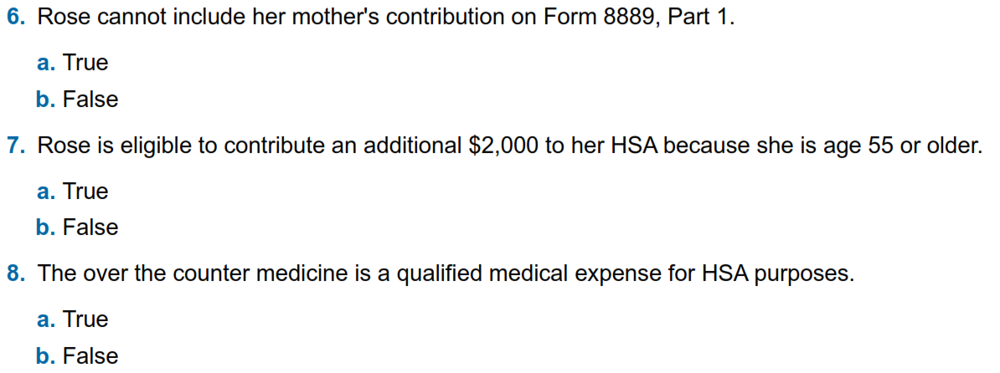 6. Rose cannot include her mother's contribution on Form 8889, Part 1.
a. True
b. False
7. Rose is eligible to contribute an additional $2,000 to her HSA because she is age 55 or older.
a. True
b. False
8. The over the counter medicine is a qualified medical expense for HSA purposes.
a. True
b. False